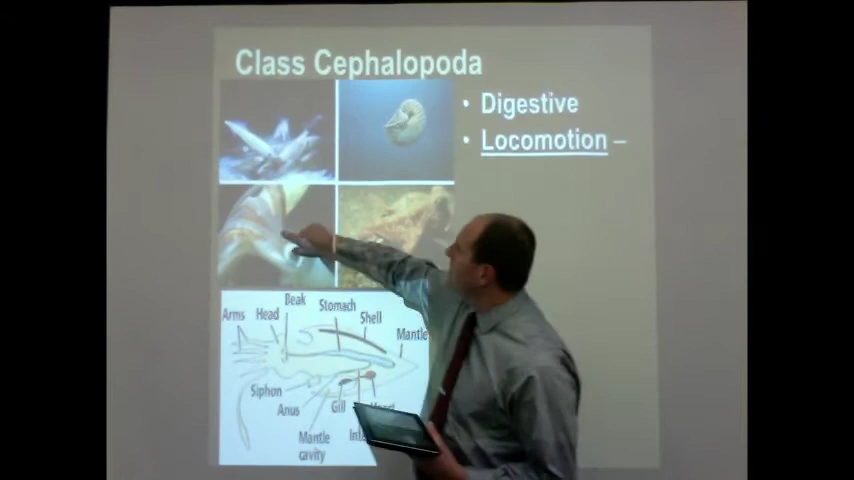 Class Cephalopoda
• Digestive
• Locomotion –
Beak
Arms Head Stomach
Shell
Mantle
Siphon
Anus Gill
Mantle
cavity